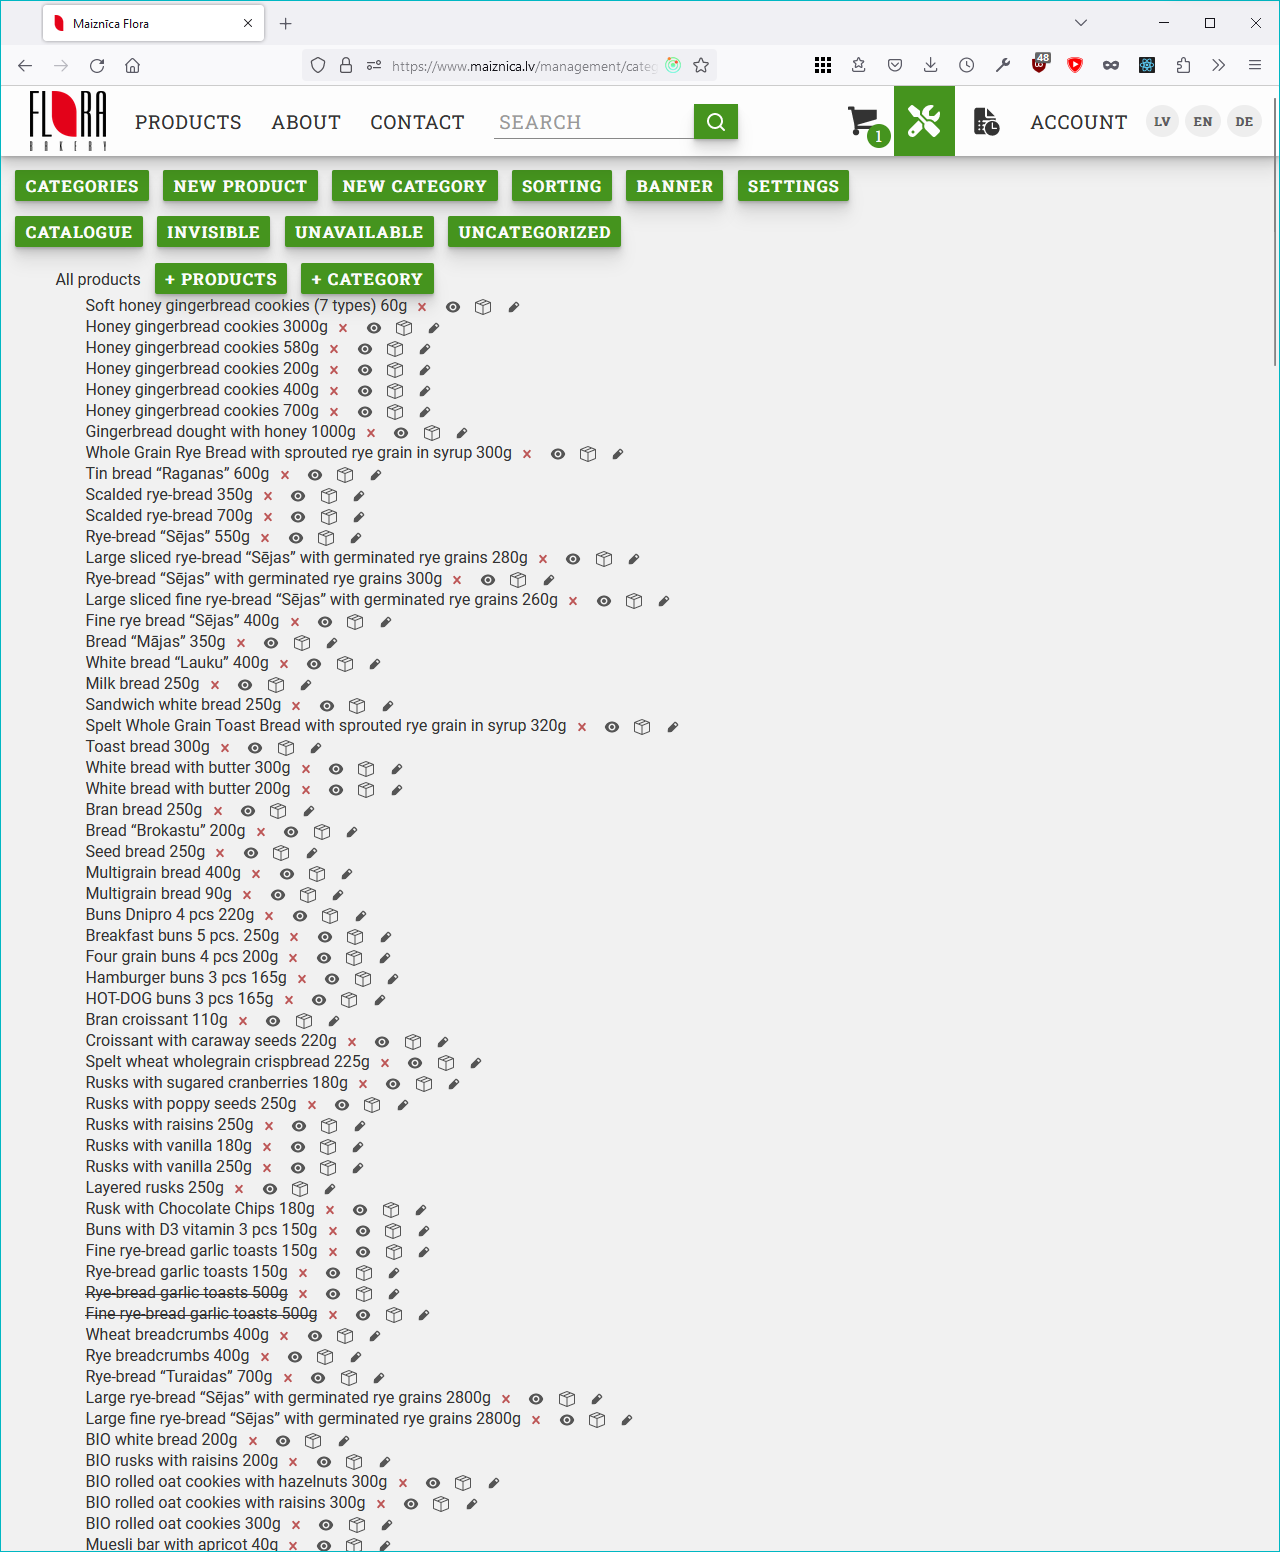 Maiznīca Flora
https://www.maiznica.lv/management/categ
48
FLORA
BAKERY
PRODUCTS
ABOUT
CONTACT
SEARCH
1
ACCOUNT
LV
EN
DE
CATEGORIES
NEW PRODUCT
NEW CATEGORY
SORTING
BANNER
SETTINGS
CATALOGUE
INVISIBLE
UNAVAILABLE
UNCATEGORIZED
All products
+ PRODUCTS
+ CATEGORY
Soft honey gingerbread cookies (7 types) 60g
Honey gingerbread cookies 3000g
Honey gingerbread cookies 580g
Honey gingerbread cookies 200g
Honey gingerbread cookies 400g
Honey gingerbread cookies 700g
Gingerbread dought with honey 1000g
Whole Grain Rye Bread with sprouted rye grain in syrup 300g
Tin bread “Raganas” 600g
Scalded rye-bread 350g
Scalded rye-bread 700g
Rye-bread “Sējas” 550g
Large sliced rye-bread “Sējas” with germinated rye grains 280g
Rye-bread “Sējas” with germinated rye grains 300g
Large sliced fine rye-bread “Sējas” with germinated rye grains 260g
Fine rye bread “Sējas” 400g
Bread “Mājas” 350g
White bread “Lauku” 400g
Milk bread 250g
Sandwich white bread 250g
Spelt Whole Grain Toast Bread with sprouted rye grain in syrup 320g
Toast bread 300g
White bread with butter 300g
White bread with butter 200g
Bran bread 250g
Bread “Brokastu” 200g
Seed bread 250g
Multigrain bread 400g
Multigrain bread 90g
Buns Dnipro 4 pcs 220g
Breakfast buns 5 pcs. 250g
Four grain buns 4 pcs 200g
Hamburger buns 3 pcs 165g
HOT-DOG buns 3 pcs 165g
Bran croissant 110g
Croissant with caraway seeds 220g
Spelt wheat wholegrain crispbread 225g
Rusks with sugared cranberries 180g
Rusks with poppy seeds 250g
Rusks with raisins 250g
Rusks with vanilla 180g
Rusks with vanilla 250g
Layered rusks 250g
Rusk with Chocolate Chips 180g
Buns with D3 vitamin 3 pcs 150g
Fine rye-bread garlic toasts 150g
Rye-bread garlic toasts 150g
Rye-bread garlic toasts 500g
Fine rye-bread garlic toasts 500g
Wheat breadcrumbs 400g
Rye breadcrumbs 400g
Rye-bread “Turaidas” 700g
Large rye-bread “Sējas” with germinated rye grains 2800g
Large fine rye-bread “Sējas” with germinated rye grains 2800g
BIO white bread 200g
BIO rusks with raisins 200g
BIO rolled oat cookies with hazelnuts 300g
BIO rolled oat cookies with raisins 300g
BIO rolled oat cookies 300g
Muesli bar with apricot 40g